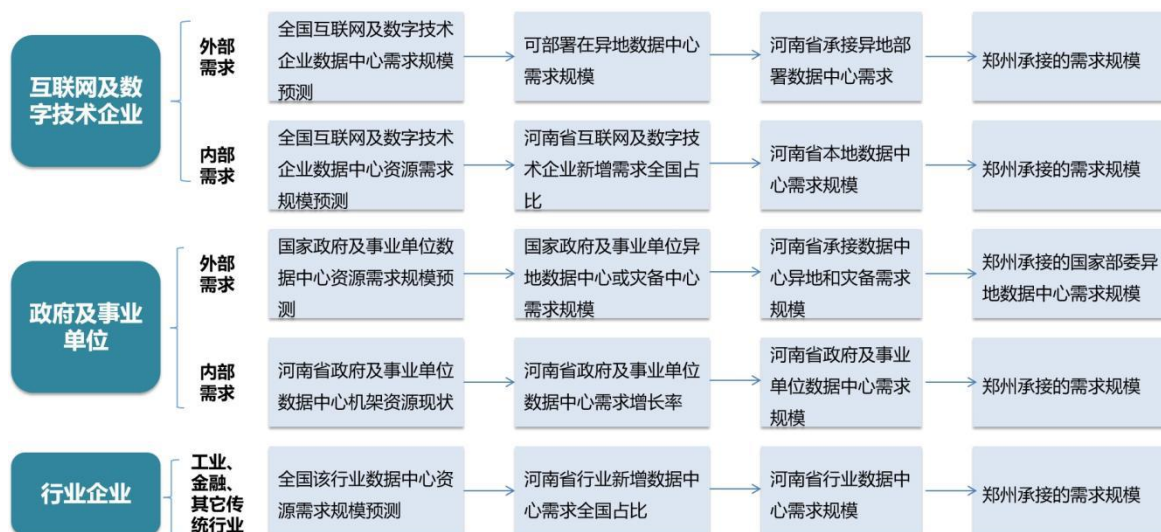 互联网及数
字技术企业
外部
需求
全国互联网及数字技术
企业数据中心需求规模
预测
可部署在异地数据中心
需求规模
河南省承接异地部
署数据中心需求
郑州承接的需求规模
内部
需求
全国互联网及数字技术
企业数据中心资源需求
规模预测
河南省互联网及数字技
术企业新增需求全国占
比
河南省本地数据中
心需求规模
郑州承接的需求规模
政府及事业
单位
外部
需求
国家政府及事业单位数
据中心资源需求规模预
测
国家政府及事业单位异
地数据中心或灾备中心
需求规模
河南省承接数据中
心异地和灾备需求
规模
郑州承接的国家部委异
地数据中心需求规模
内部
需求
河南省政府及事业单位
数据中心机架资源现状
河南省政府及事业单位
数据中心需求增长率
河南省政府及事业
单位数据中心需求
规模
郑州承接的需求规模
行业企业
工业、
金融、
其它传
统行业
全国该行业数据中心资
源需求规模预测
河南省行业新增数据中
心需求全国占比
河南省行业数据中
心需求规模
郑州承接的需求规模